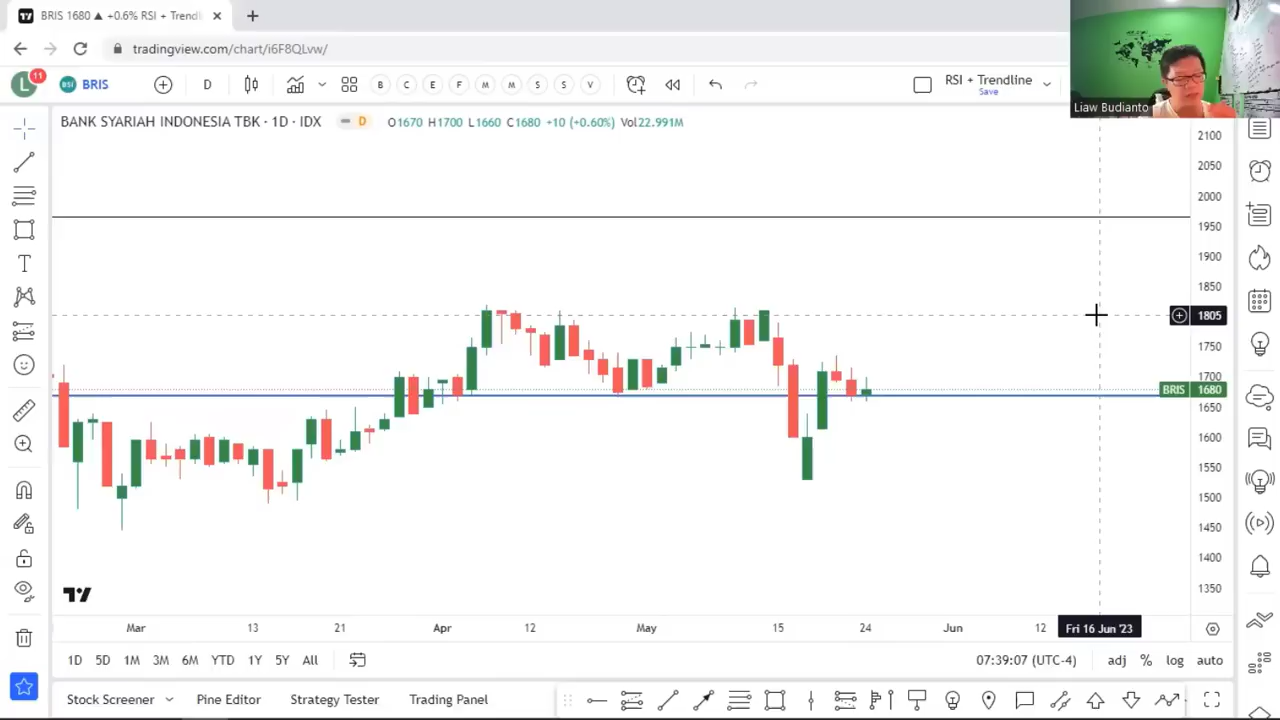 BRIS 1680 ▲ +0.6% RSI + Trendl
tradingview.com/chart/i6F8QLvw/
L 11 BSI BRIS D B C E F M M S S V RSI + Trendline
Save
Liaw Budianto
BANK SYARIAH INDONESIA TBK · 1D · IDX D 1670 H1700 L1660 C1680 +10 (+0.60%) Vol22.991M
2100
2050
2000
1950
1900
1850
1805
1750
1700
BRIS 1680
1650
1600
1550
1500
1450
1400
1350
Mar 13 21 Apr 12 May 15 24 Jun 12 Fri 16 Jun '23
1D 5D 1M 3M 6M YTD 1Y 5Y All 07:39:07 (UTC-4) adj % log auto
Stock Screener Pine Editor Strategy Tester Trading Panel